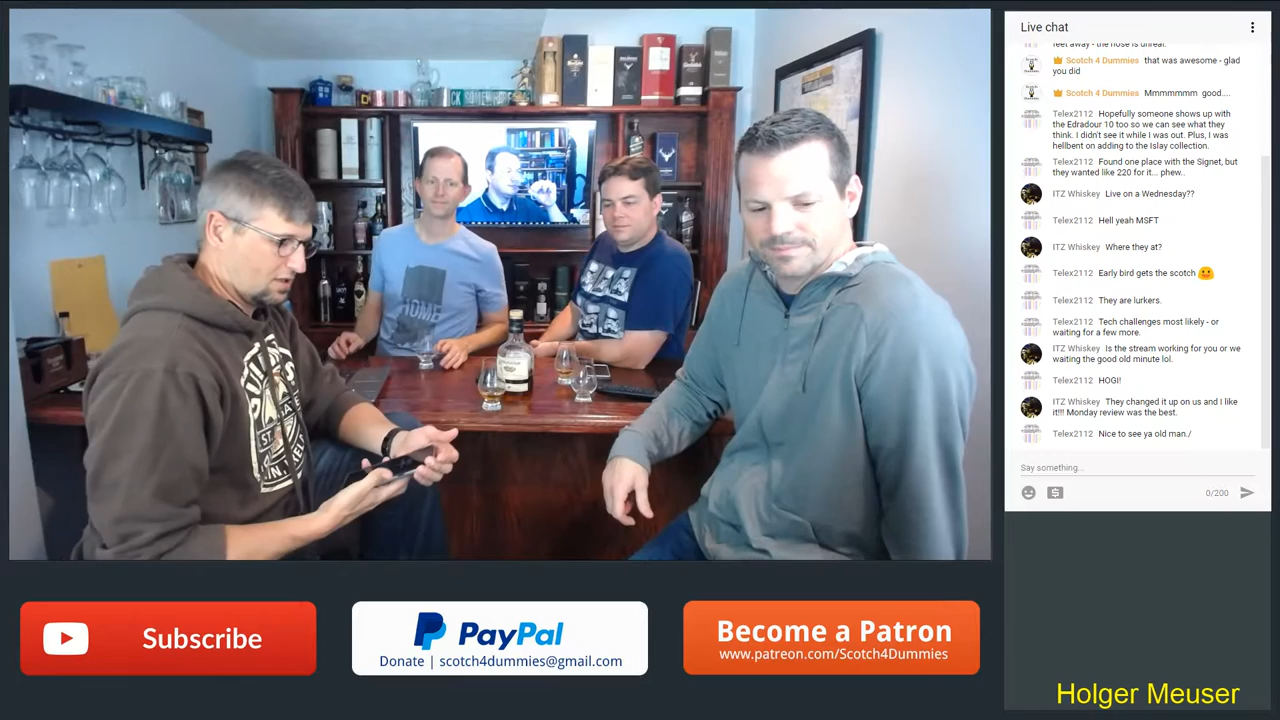 HOME
Live chat
feet away - the nose is unreal.
Scotch 4 Dummies that was awesome - glad
you did
Scotch 4 Dummies Mmmmmmm good....
Telex2112 Hopefully someone shows up with
the Edradour 10 too so we can see what they
think. I didn't see it while I was out. Plus, I was
hellbent on adding to the Islay collection.
Telex2112 Found one place with the Signet, but
they wanted like 220 for it... phew..
ITZ Whiskey Live on a Wednesday??
Telex2112 Hell yeah MSFT
ITZ Whiskey Where they at?
Telex2112 Early bird gets the scotch
Telex2112 They are lurkers.
Telex2112 Tech challenges most likely - or
waiting for a few more.
ITZ Whiskey Is the stream working for you or we
waiting the good old minute lol.
Telex2112 HOGI!
ITZ Whiskey They changed it up on us and I like
it!!! Monday review was the best.
Telex2112 Nice to see ya old man./
Say something...
0/200
Subscribe
PayPal
Donate | scotch4dummies@gmail.com
Become a Patron
www.patreon.com/Scotch4Dummies
Holger Meuser